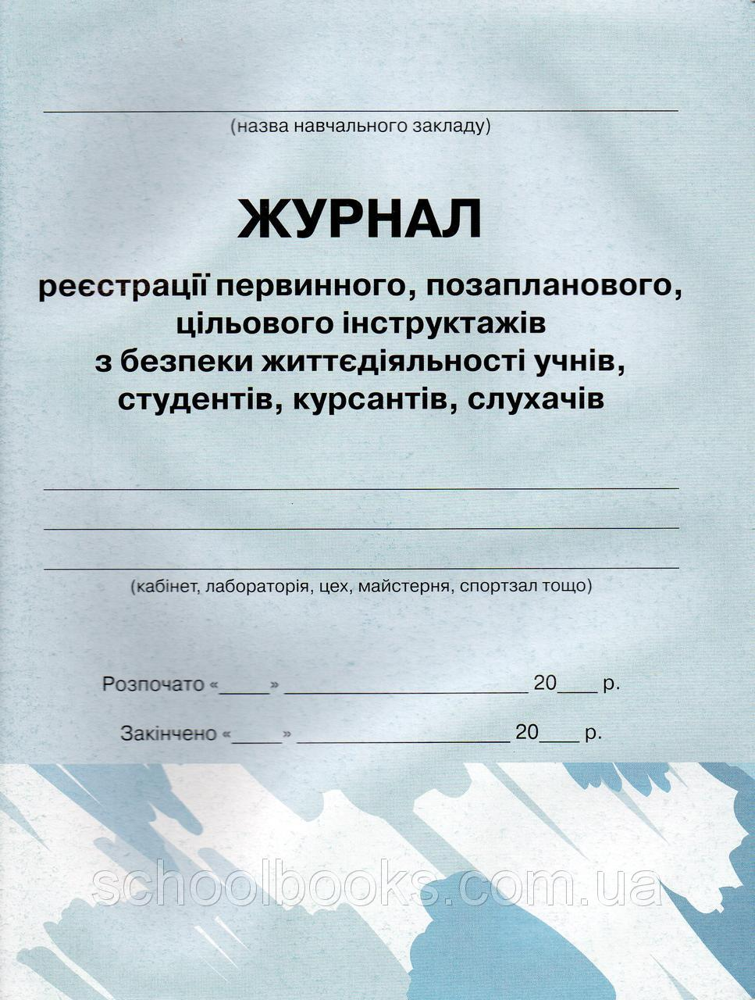 (назва навчального закладу)
ЖУРНАЛ
реєстрації первинного, позапланового,
цільового інструктажів
з безпеки життєдіяльності учнів,
студентів, курсантів, слухачів
(кабінет, лабораторія, цех, майстерня, спортзал тощо)
Розпочато «____» ____________________ 20___ р.
Закінчено «____» __________________ 20___ р.
schoolbooks.com.ua